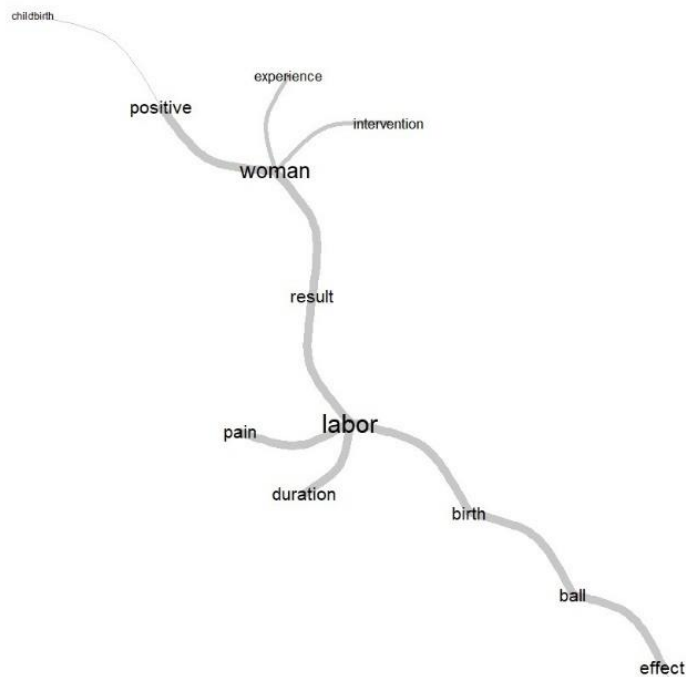 childbirth
experience
positive
intervention
woman
result
labor
pain
duration
birth
ball
effect